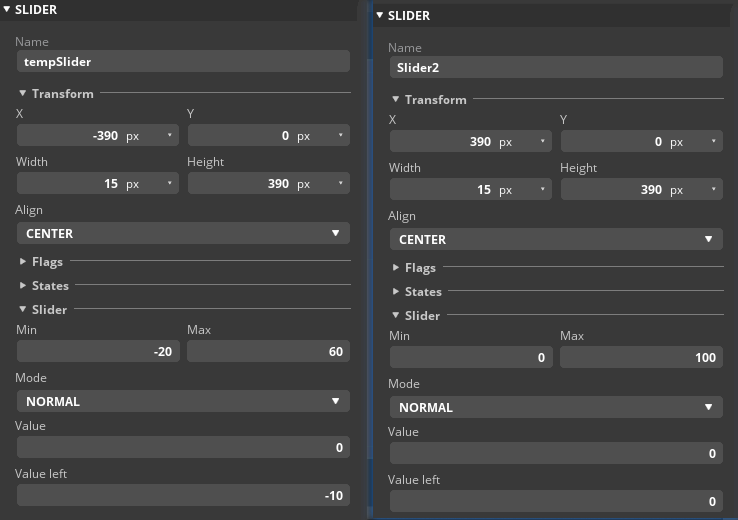 SLIDER
Name
tempSlider
Transform
X Y
-390 px 0 px
Width Height
15 px 390 px
Align
CENTER
Flags
States
Slider
Min Max
-20 60
Mode
NORMAL
Value
0
Value left
-10
SLIDER
Name
Slider2
Transform
X Y
390 px 0 px
Width Height
15 px 390 px
Align
CENTER
Flags
States
Slider
Min Max
0 100
Mode
NORMAL
Value
0
Value left
0